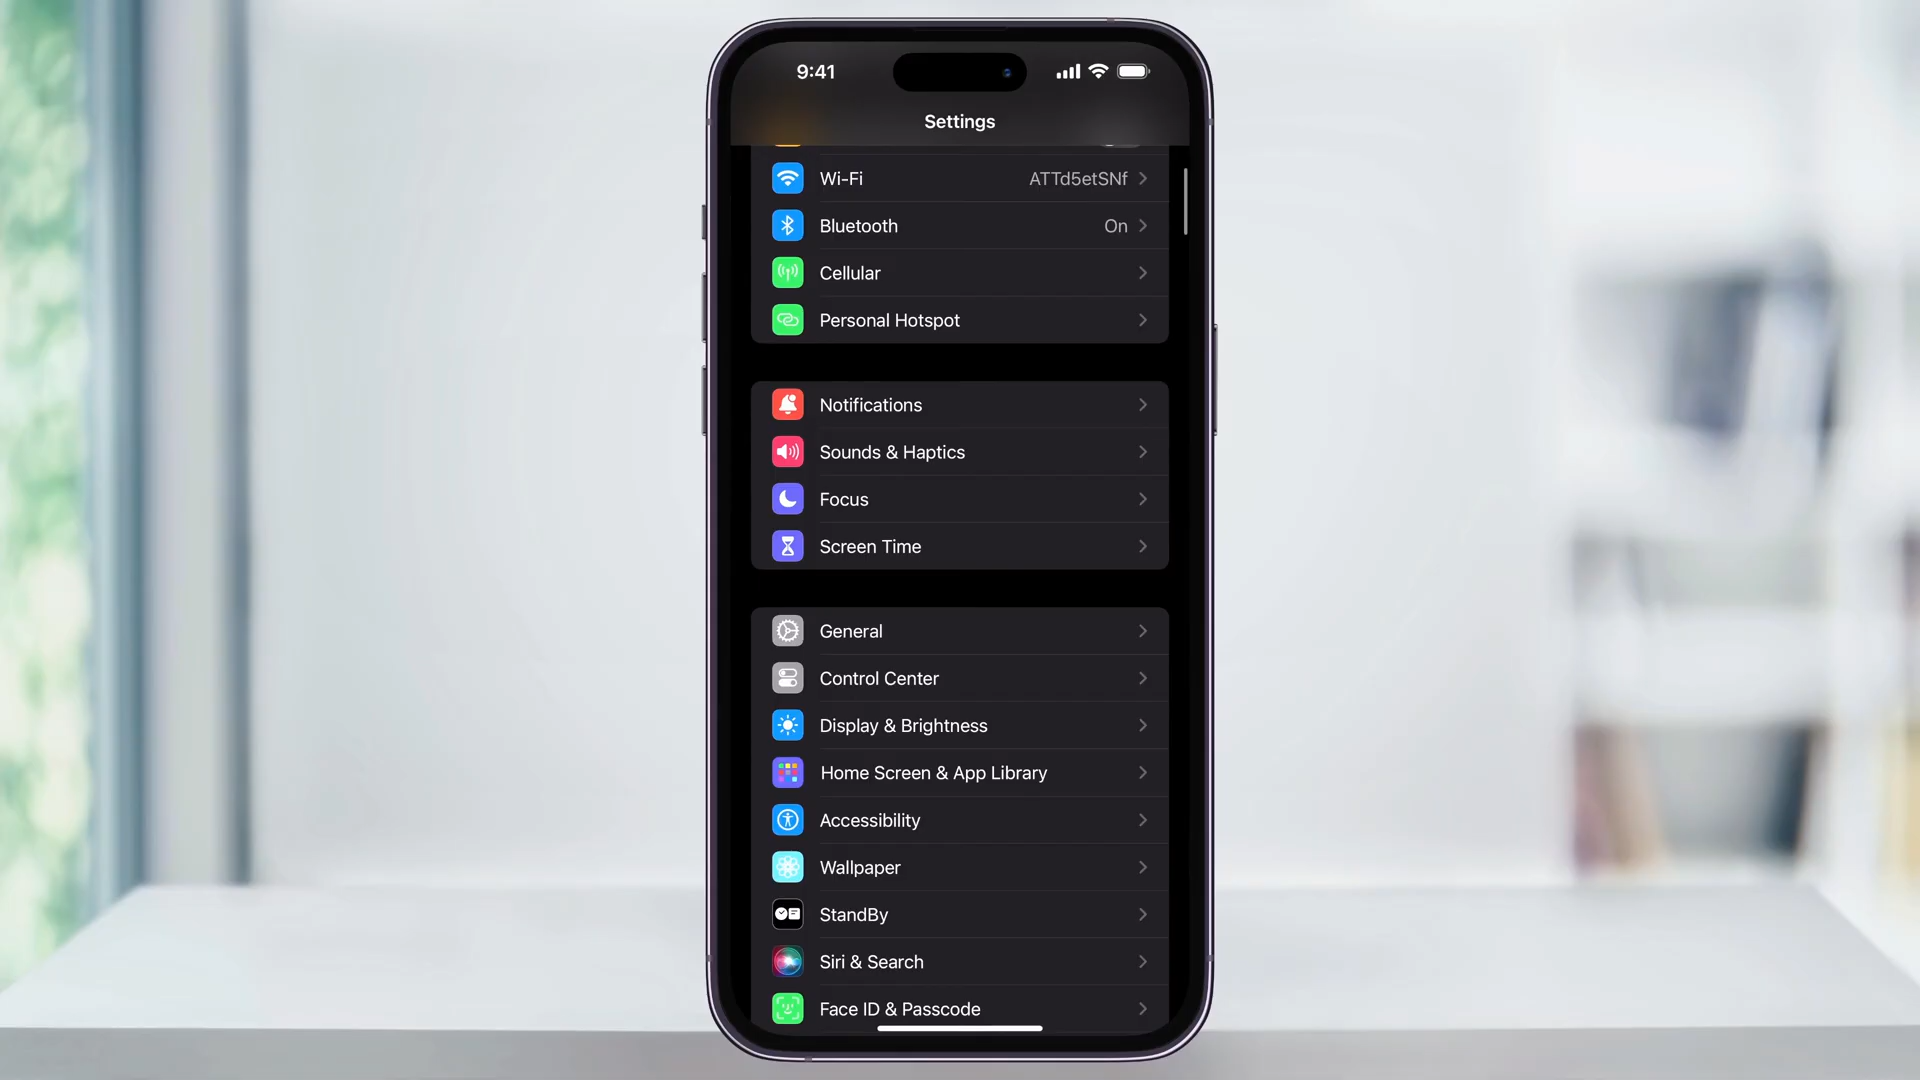 9:41
Settings
Wi-Fi ATTd5etSNf
Bluetooth On
Cellular
Personal Hotspot
Notifications
Sounds & Haptics
Focus
Screen Time
General
Control Center
Display & Brightness
Home Screen & App Library
Accessibility
Wallpaper
StandBy
Siri & Search
Face ID & Passcode